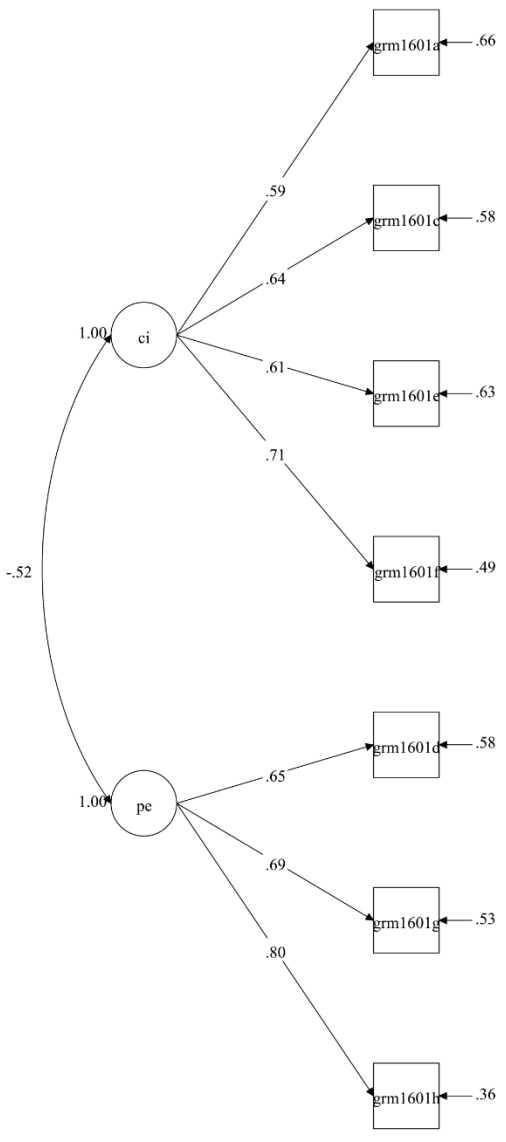 grm1601a
.66
.59
grm1601c
.58
.64
1.00
ci
.61
grm1601e
.63
.71
-.52
grm1601f
.49
grm1601d
.58
.65
1.00
pe
.69
grm1601g
.53
.80
grm1601h
.36